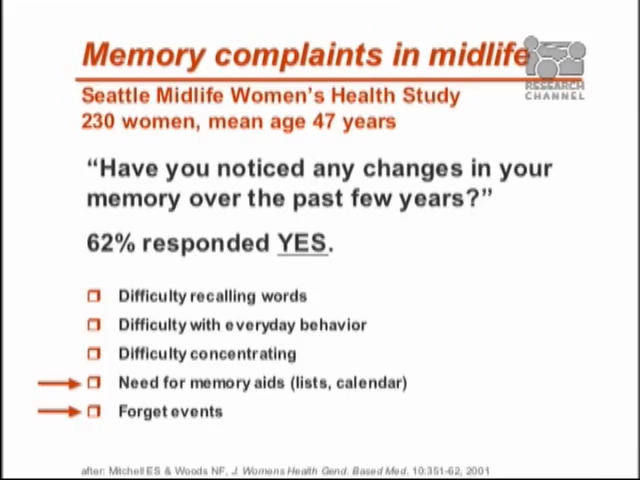 Memory complaints in midlife
RESEARCH
CHANNEL
Seattle Midlife Women's Health Study
230 women, mean age 47 years
“Have you noticed any changes in your
memory over the past few years?”
62% responded YES.
Difficulty recalling words
Difficulty with everyday behavior
Difficulty concentrating
Need for memory aids (lists, calendar)
Forget events
after: Mitchell ES & Woods NF, J. Womens Health Gend. Based Med. 10:351-62, 2001